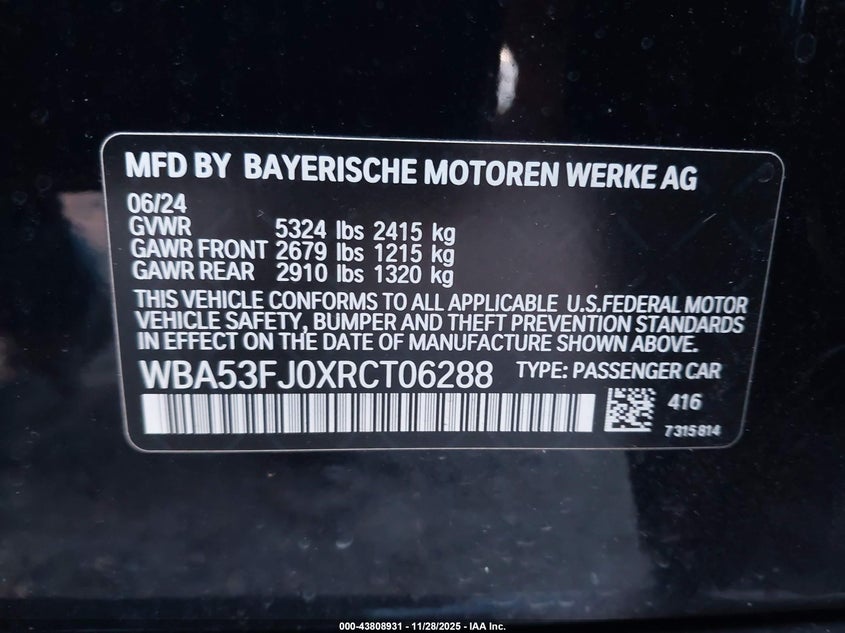 MFD BY BAYERISCHE MOTOREN WERKE AG
06/24
GVWR 5324 lbs 2415 kg
GAWR FRONT 2679 lbs 1215 kg
GAWR REAR 2910 lbs 1320 kg
THIS VEHICLE CONFORMS TO ALL APPLICABLE U.S.FEDERAL MOTOR
VEHICLE SAFETY, BUMPER AND THEFT PREVENTION STANDARDS
IN EFFECT ON THE DATE OF MANUFACTURE SHOWN ABOVE.
WBA53FJ0XRCT06288 TYPE: PASSENGER CAR
416
7315814
000-43808931 - 11/28/2025 - IAA Inc.